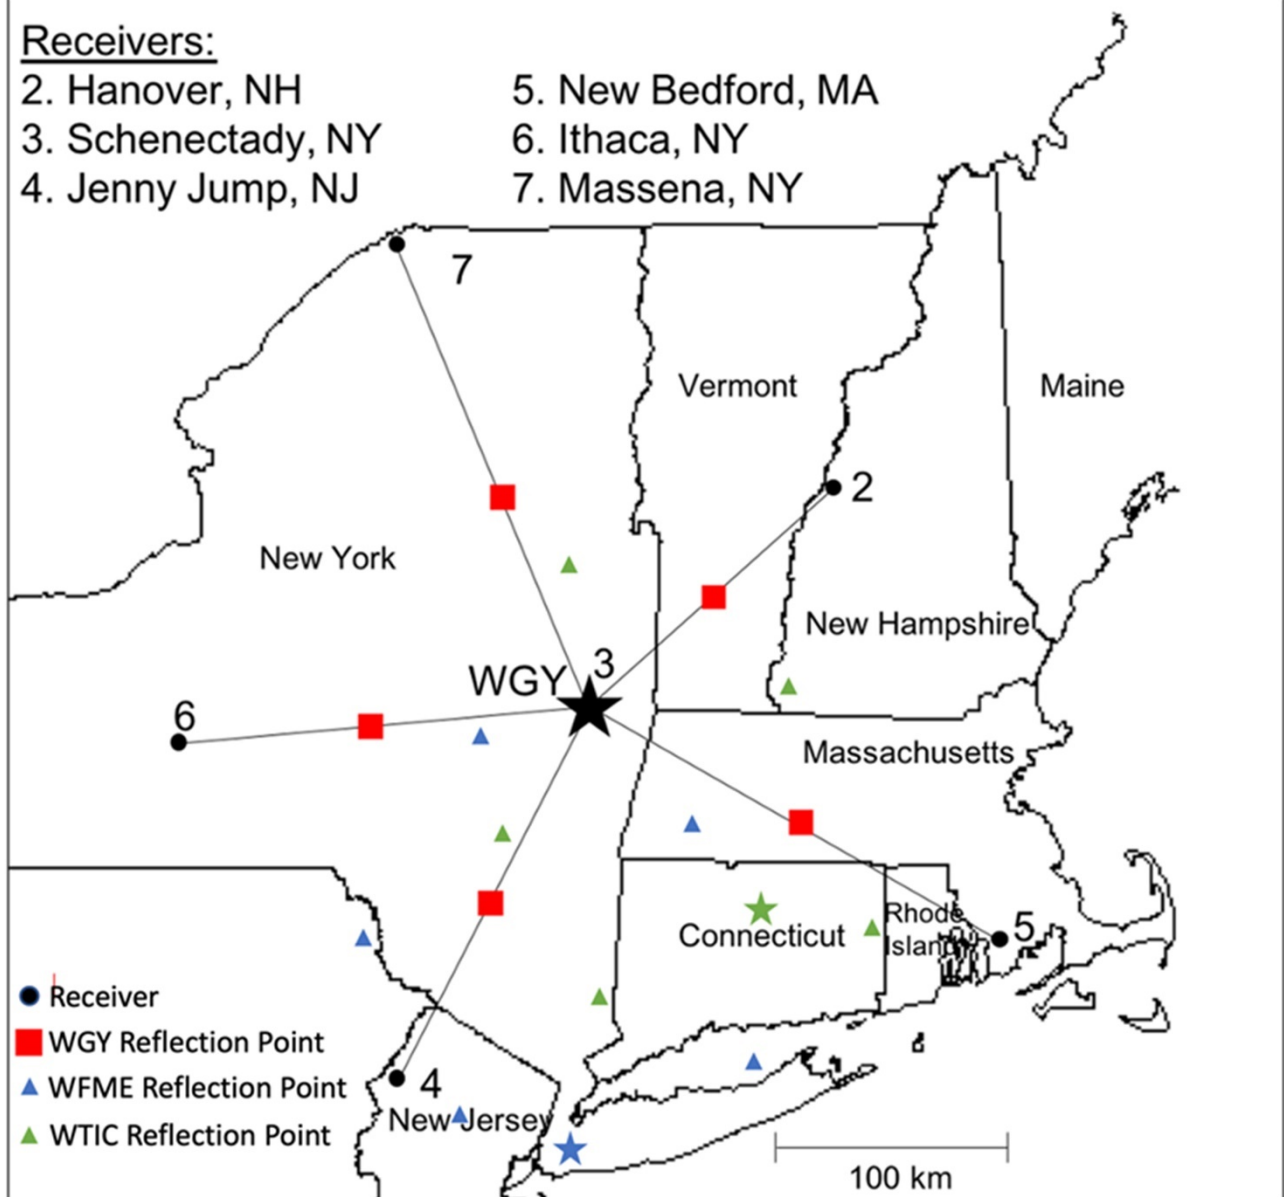 Receivers:
2. Hanover, NH
3. Schenectady, NY
4. Jenny Jump, NJ
5. New Bedford, MA
6. Ithaca, NY
7. Massena, NY
7
Vermont
Maine
2
New York
New Hampshire
3
WGY
6
Massachusetts
Rhode
Island
5
Connecticut
Receiver
WGY Reflection Point
WFME Reflection Point
WTIC Reflection Point
4
New Jersey
100 km